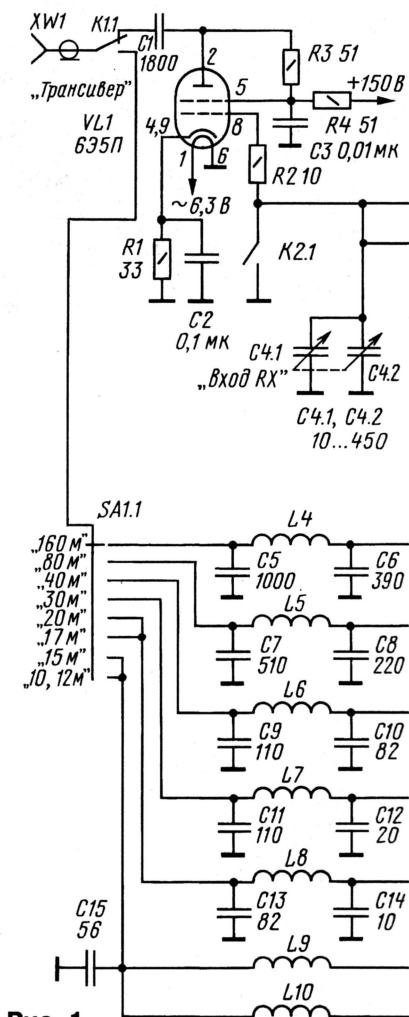 XW1
K1.1
C1
1800
2
R3 51
+150В
„Трансивер"
VL1
6Э5П
5
4,9
8
R4 51
C3 0,01 мк
1
6
R2 10
~6,3 В
R1
33
K2.1
C2
0,1 мк
C4.1
C4.2
„Вход RX"
C4.1, C4.2
10...450
SA1.1
„160 м"
„80 м"
„40 м"
„30 м"
„20 м"
„17 м"
„15 м"
„10, 12м"
L4
C5
1000
C6
390
L5
C7
510
C8
220
L6
C9
110
C10
82
L7
C11
110
C12
20
L8
C13
82
C14
10
C15
56
L9
L10